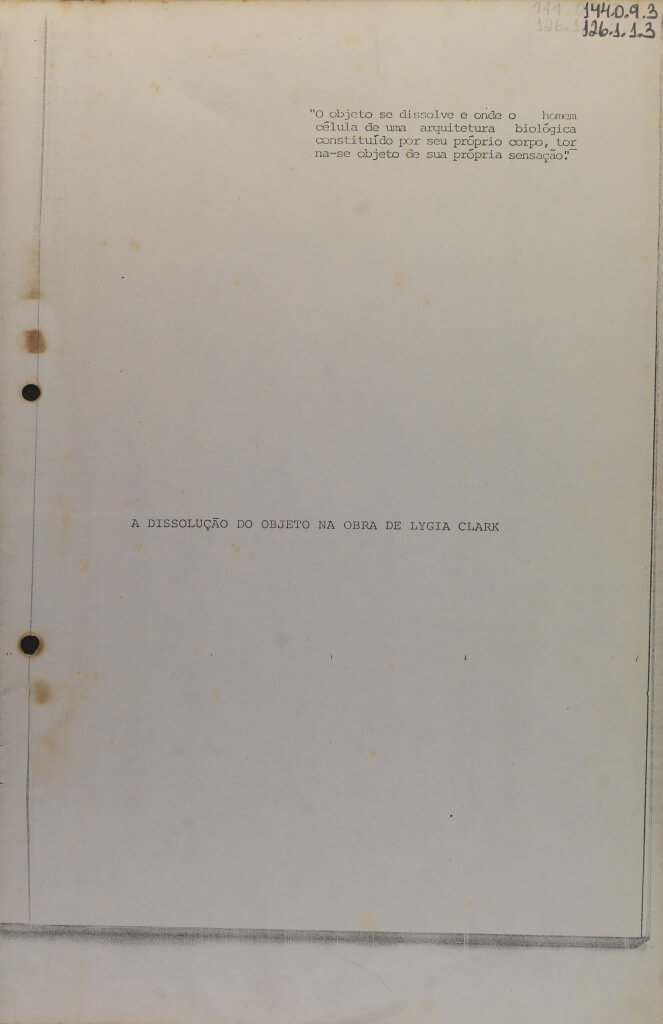 144.0.9.3
126.1.1.3
"O objeto se dissolve e onde o homem
célula de uma arquitetura biológica
constituído por seu próprio corpo, tor
na-se objeto de sua própria sensação."
A DISSOLUÇÃO DO OBJETO NA OBRA DE LYGIA CLARK